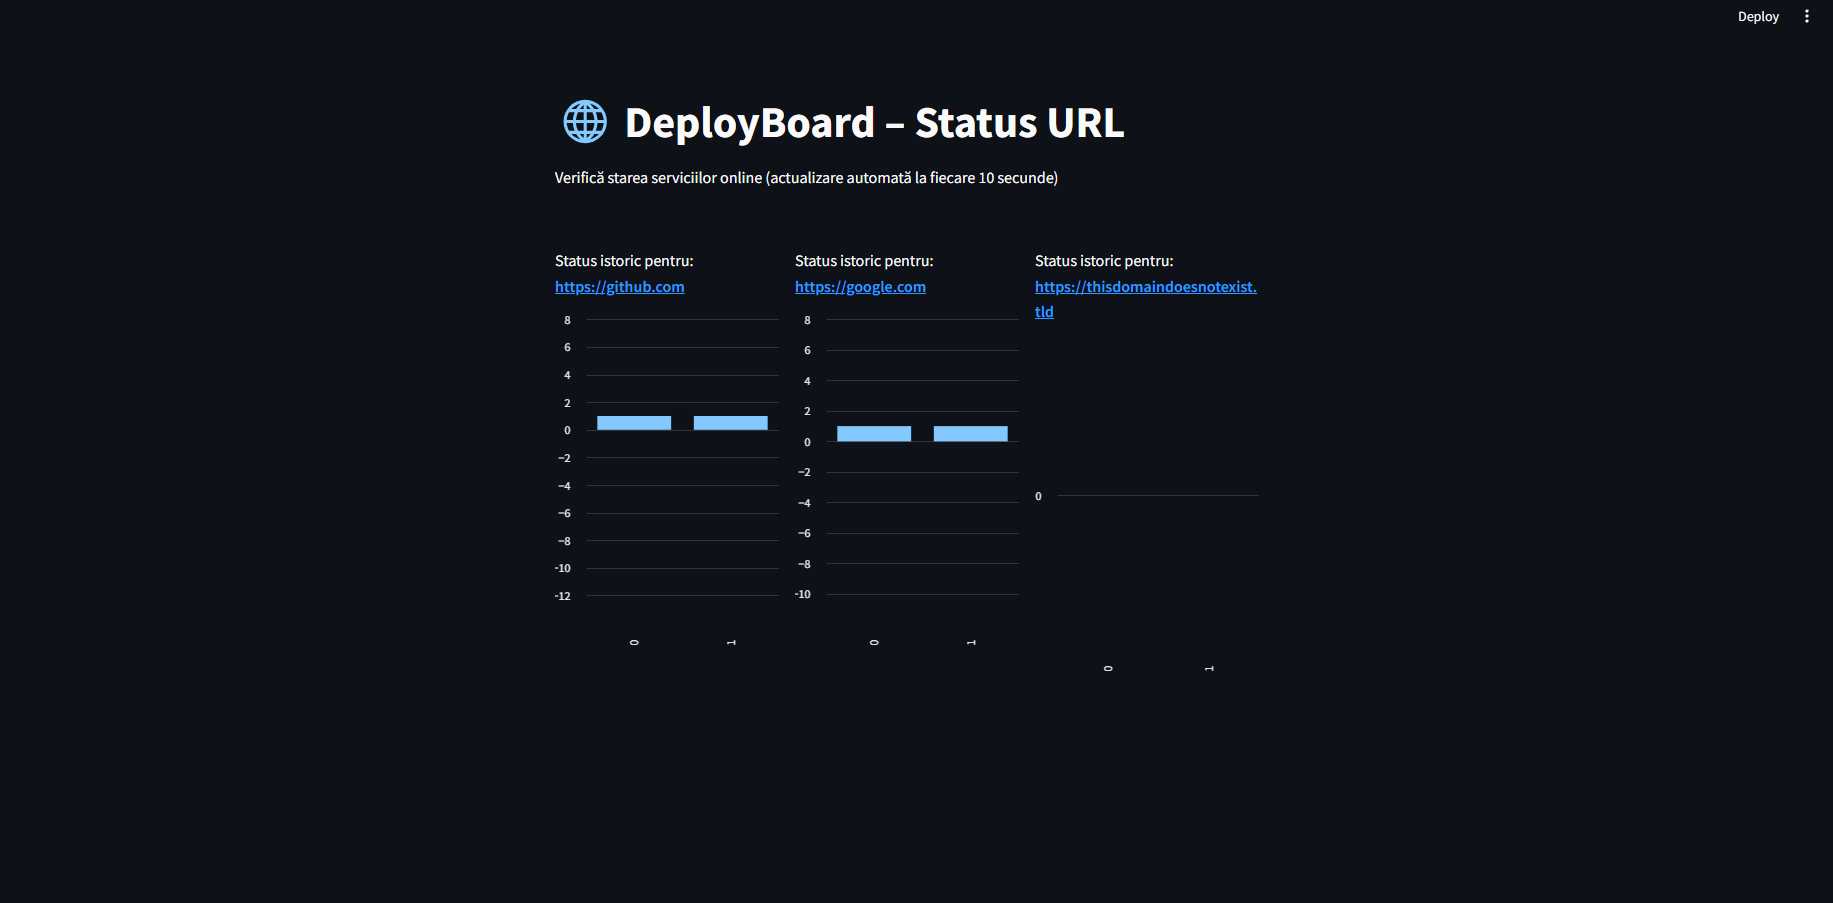 Deploy
DeployBoard – Status URL
Verifică starea serviciilor online (actualizare automată la fiecare 10 secunde)
Status istoric pentru:
https://github.com
8
6
4
2
0
−2
−4
−6
−8
-10
-12
0
1
Status istoric pentru:
https://google.com
8
6
4
2
0
−2
−4
−6
−8
-10
0
1
Status istoric pentru:
https://thisdomaindoesnotexist.
tld
0
0
1